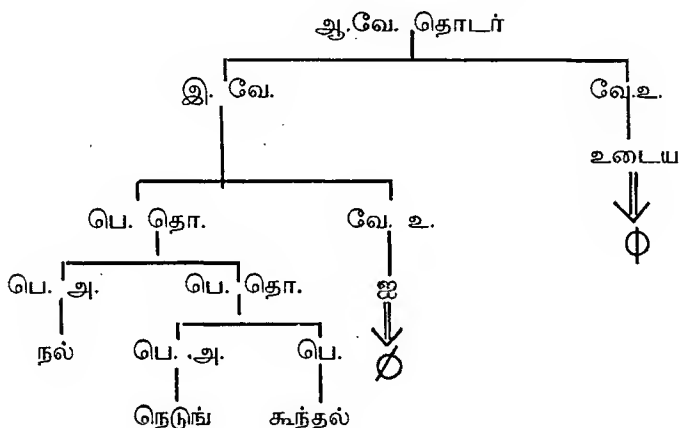 ஆ.வே. தொடர்
இ. வே. வே.உ.
உடைய
பெ. தொ. வே. உ. φ
பெ. அ. பெ. தொ. ஐ
நல் பெ. .அ. பெ. φ
நெடுங் கூந்தல்